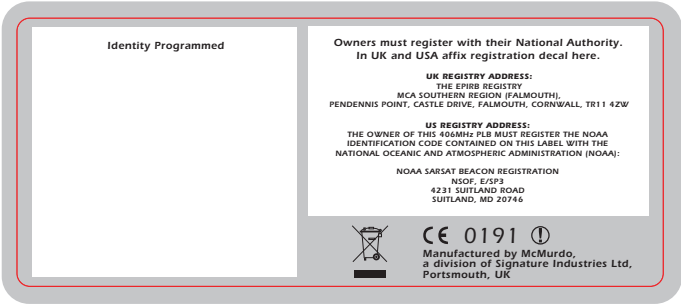 Identity Programmed
Owners must register with their National Authority.
In UK and USA affix registration decal here.
UK REGISTRY ADDRESS:
THE EPIRB REGISTRY
MCA SOUTHERN REGION (FALMOUTH),
PENDENNIS POINT, CASTLE DRIVE, FALMOUTH, CORNWALL, TR11 4ZW
US REGISTRY ADDRESS:
THE OWNER OF THIS 406MHz PLB MUST REGISTER THE NOAA
IDENTIFICATION CODE CONTAINED ON THIS LABEL WITH THE
NATIONAL OCEANIC AND ATMOSPHERIC ADMINISTRATION (NOAA):
NOAA SARSAT BEACON REGISTRATION
NSOF, E/SP3
4231 SUITLAND ROAD
SUITLAND, MD 20746
CE 0191
Manufactured by McMurdo,
a division of Signature Industries Ltd,
Portsmouth, UK